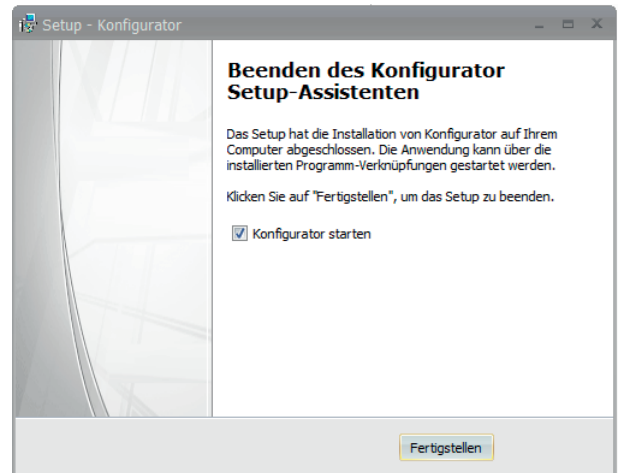 Setup - Konfigurator
Beenden des Konfigurator
Setup-Assistenten
Das Setup hat die Installation von Konfigurator auf Ihrem
Computer abgeschlossen. Die Anwendung kann über die
installierten Programm-Verknüpfungen gestartet werden.
Klicken Sie auf "Fertigstellen", um das Setup zu beenden.
Konfigurator starten
Fertigstellen